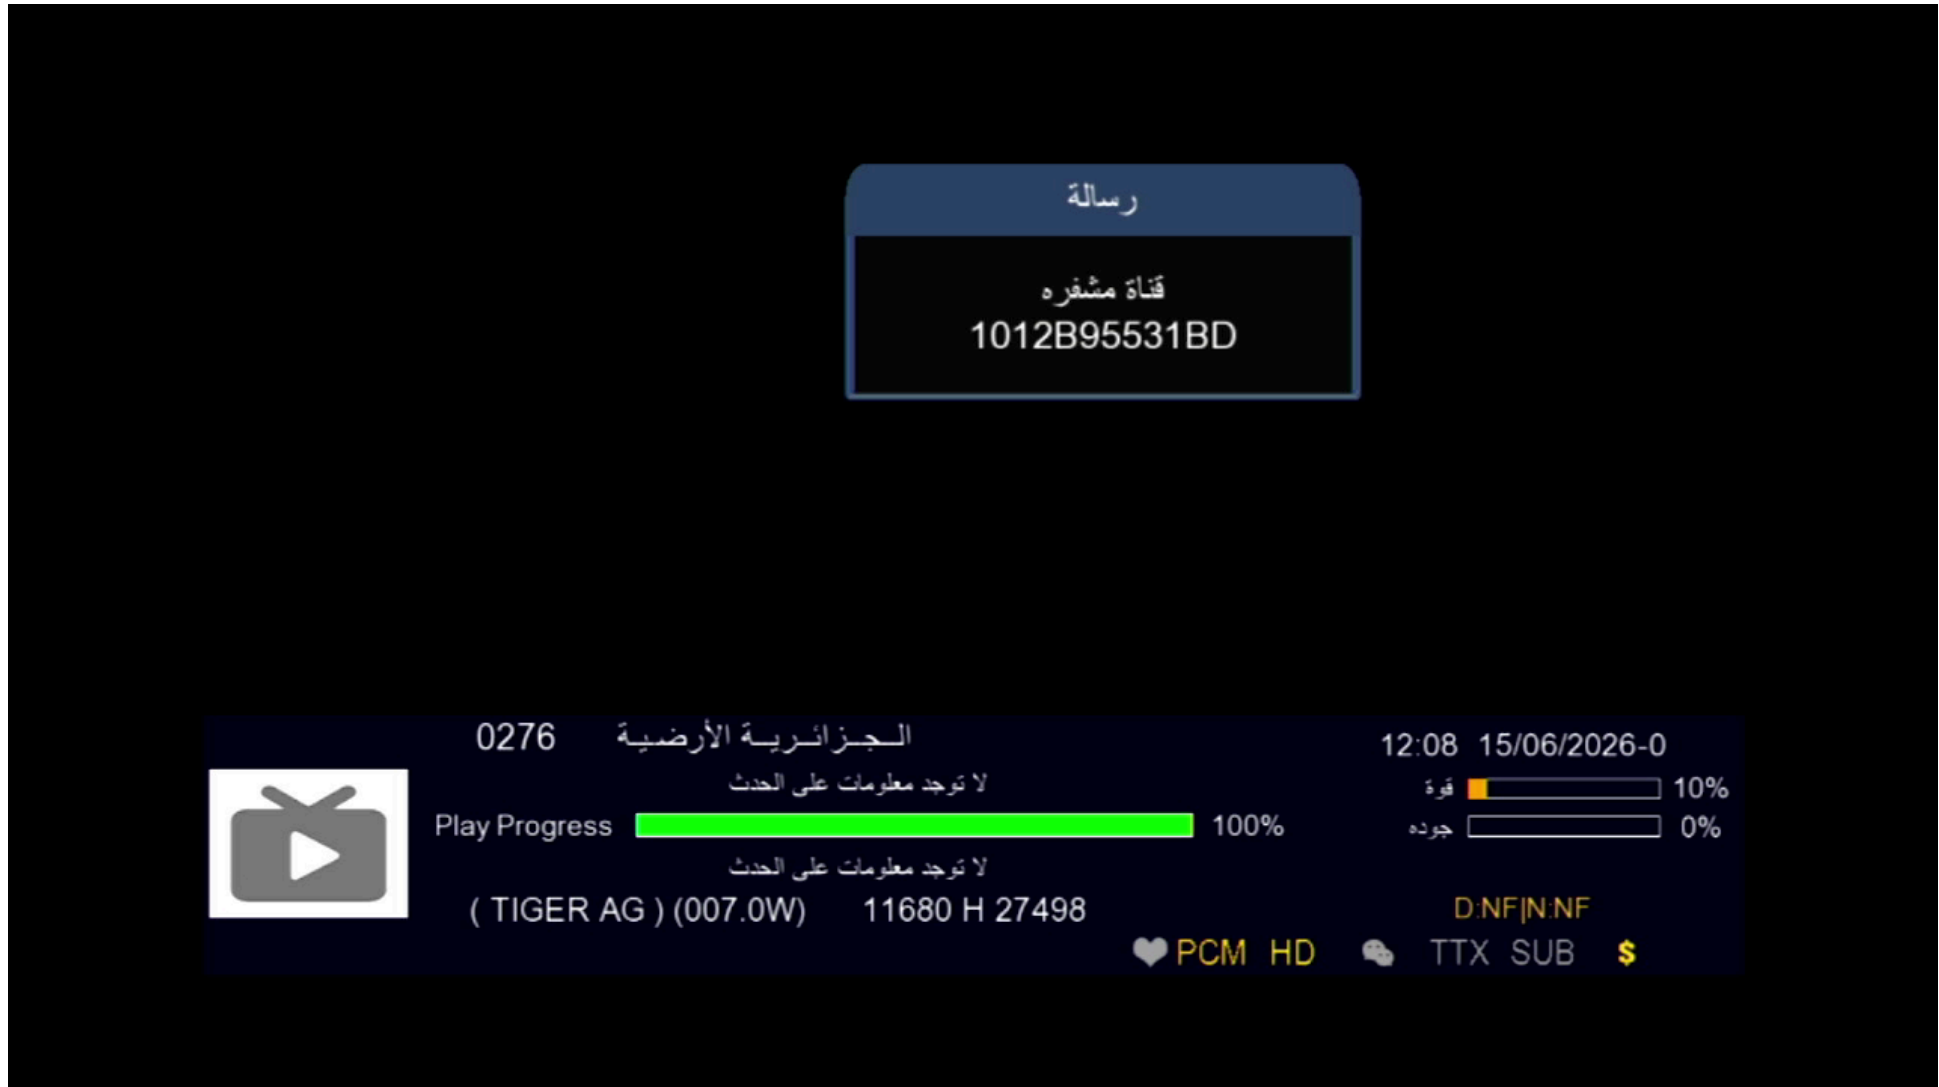 رسالة
قناة مشفره
1012B95531BD
0276 الـجـزائـريـة الأرضـيـة
12:08 15/06/2026-0
لا توجد معلومات على الحدث
قوة 10%
Play Progress 100%
جوده 0%
لا توجد معلومات على الحدث
( TIGER AG ) (007.0W) 11680 H 27498
D:NF|N:NF
PCM HD TTX SUB $